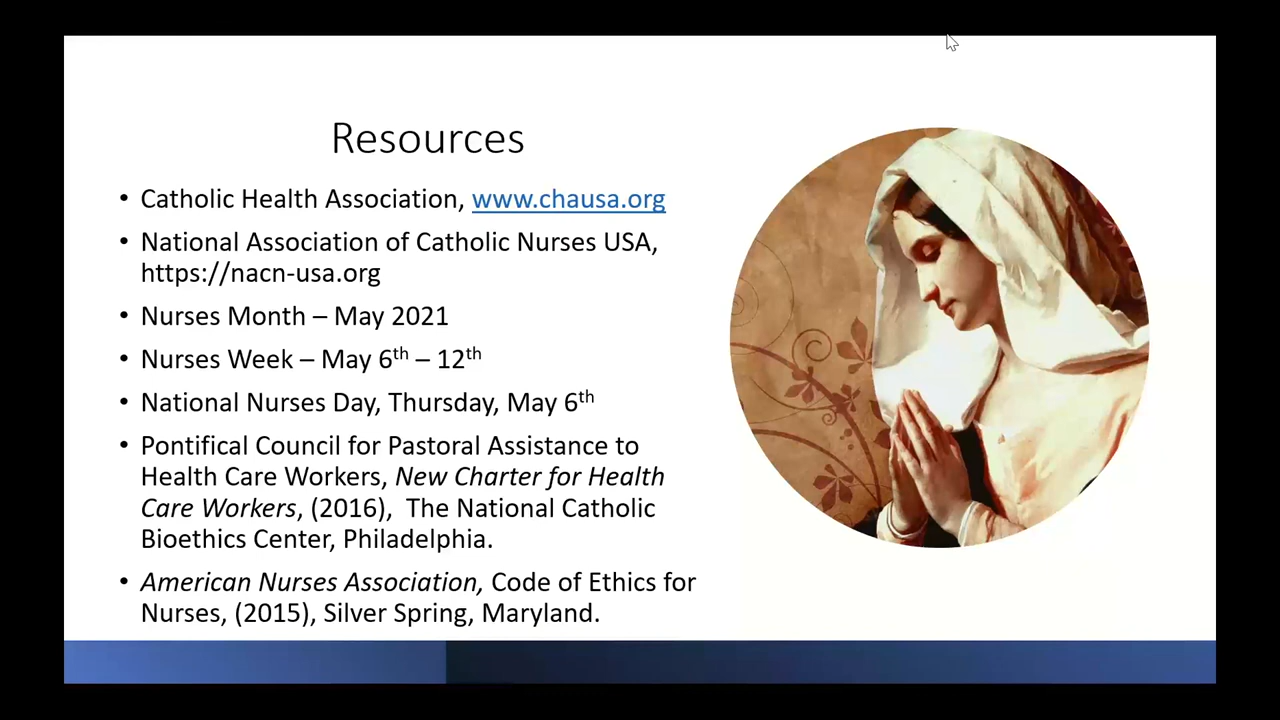 Resources
• Catholic Health Association, www.chausa.org
• National Association of Catholic Nurses USA,
https://nacn-usa.org
• Nurses Month – May 2021
• Nurses Week – May 6th – 12th
• National Nurses Day, Thursday, May 6th
• Pontifical Council for Pastoral Assistance to
Health Care Workers, New Charter for Health
Care Workers, (2016),  The National Catholic
Bioethics Center, Philadelphia.
• American Nurses Association, Code of Ethics for
Nurses, (2015), Silver Spring, Maryland.